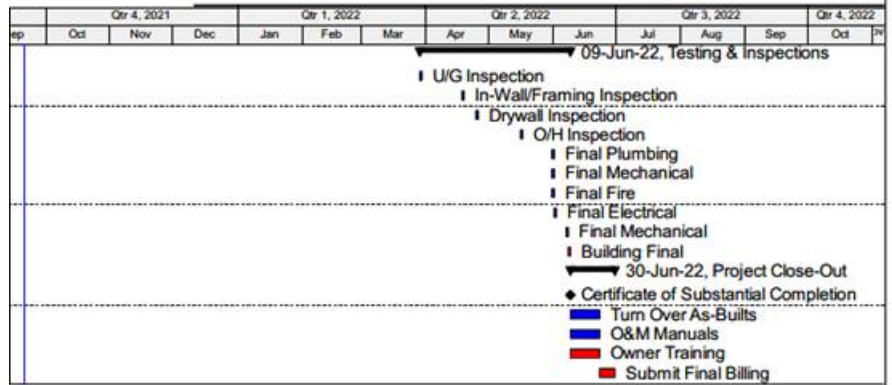 Qtr 4, 2021 Qtr 1, 2022 Qtr 2, 2022 Qtr 3, 2022 Qtr 4, 2022
ep Oct Nov Dec Jan Feb Mar Apr May Jun Jul Aug Sep Oct
09-Jun-22, Testing & Inspections
U/G Inspection
In-Wall/Framing Inspection
Drywall Inspection
O/H Inspection
Final Plumbing
Final Mechanical
Final Fire
Final Electrical
Final Mechanical
Building Final
30-Jun-22, Project Close-Out
Certificate of Substantial Completion
Turn Over As-Builts
O&M Manuals
Owner Training
Submit Final Billing